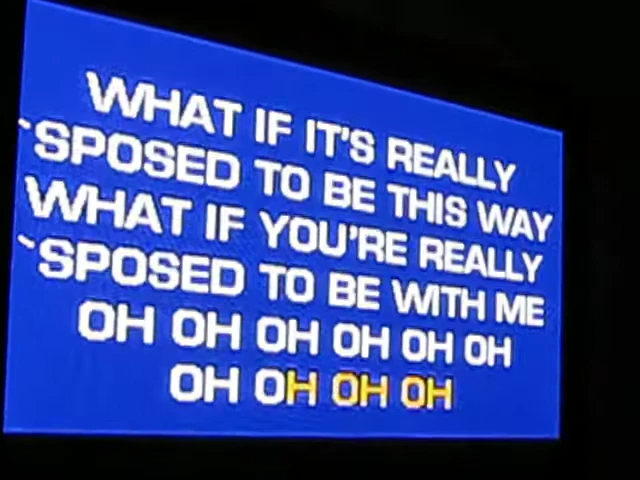 WHAT IF IT'S REALLY
`SPOSED TO BE THIS WAY
WHAT IF YOU'RE REALLY
`SPOSED TO BE WITH ME
OH OH OH OH OH OH
OH OH OH OH